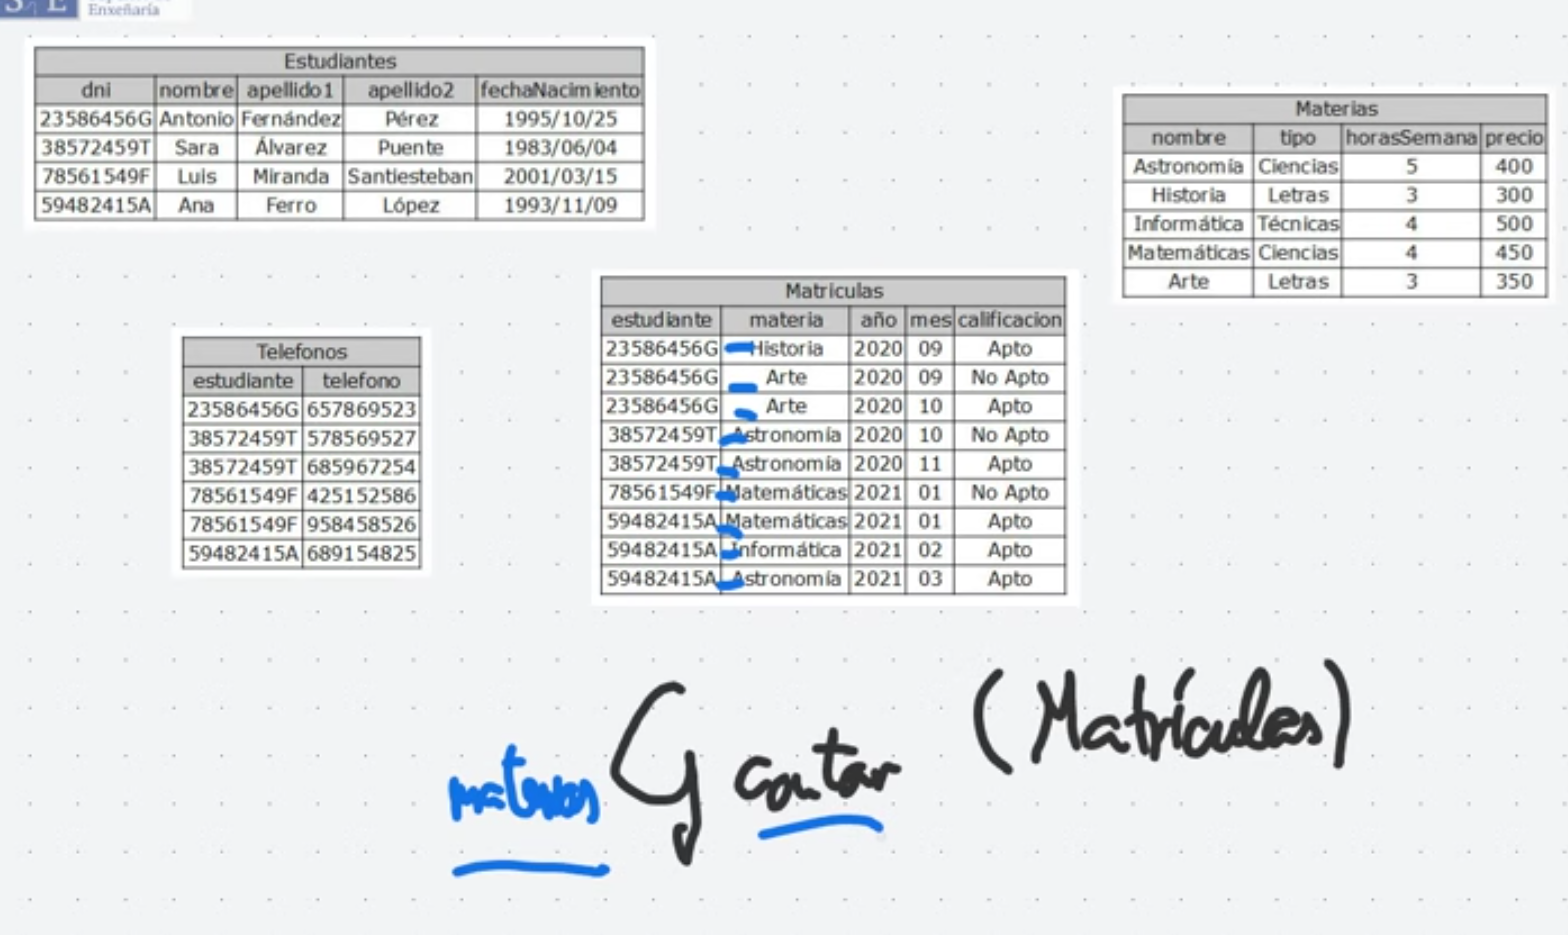 Enxeñaría
Estudiantes
dni nombre apellido1 apellido2 fechaNacimiento
23586456G Antonio Fernández Pérez 1995/10/25
38572459T Sara Álvarez Puente 1983/06/04
78561549F Luis Miranda Santiesteban 2001/03/15
59482415A Ana Ferro López 1993/11/09
Materias
nombre tipo horasSemana precio
Astronomía Ciencias 5 400
Historia Letras 3 300
Informática Técnicas 4 500
Matemáticas Ciencias 4 450
Arte Letras 3 350
Telefonos
estudiante telefono
23586456G 657869523
38572459T 578569527
38572459T 685967254
78561549F 425152586
78561549F 958458526
59482415A 689154825
Matriculas
estudiante materia año mes calificacion
23586456G Historia 2020 09 Apto
23586456G Arte 2020 09 No Apto
23586456G Arte 2020 10 Apto
38572459T Astronomía 2020 10 No Apto
38572459T Astronomía 2020 11 Apto
78561549F Matemáticas 2021 01 No Apto
59482415A Matemáticas 2021 01 Apto
59482415A Informática 2021 02 Apto
59482415A Astronomía 2021 03 Apto
G contar (Matrículas)